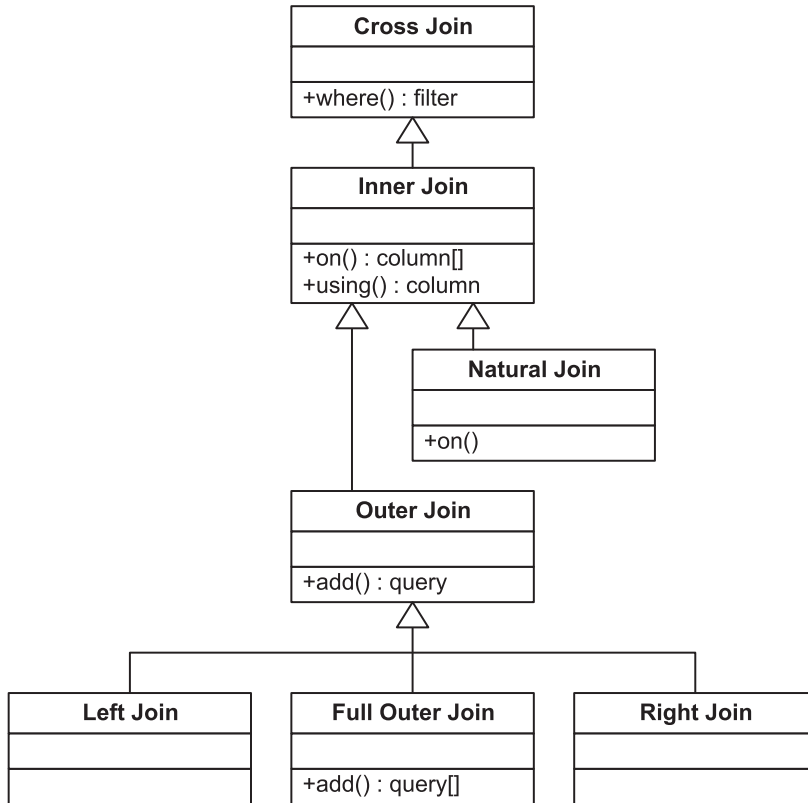 Cross Join
+where() : filter
Inner Join
+on() : column[]
+using() : column
Natural Join
+on()
Outer Join
+add() : query
Left Join
Full Outer Join
Right Join
+add() : query[]